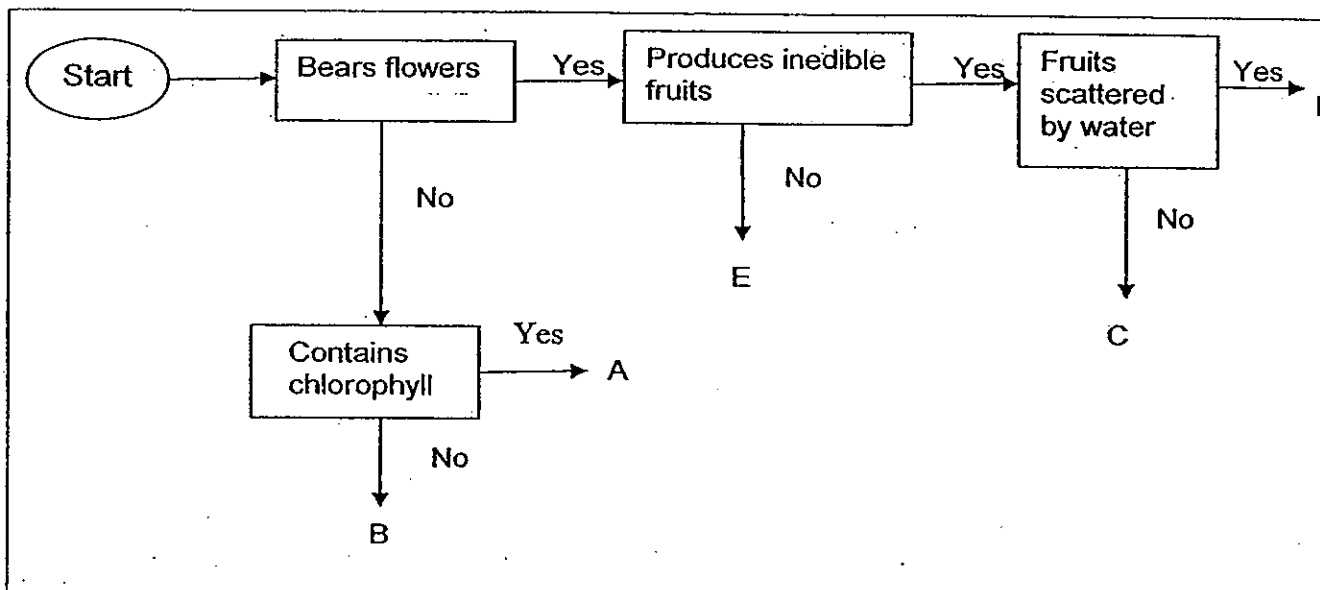 Start
Bears flowers
Yes
Produces inedible
fruits
Yes
Fruits
scattered
by water
Yes
No
No
No
E
C
Contains
chlorophyll
Yes
A
No
B